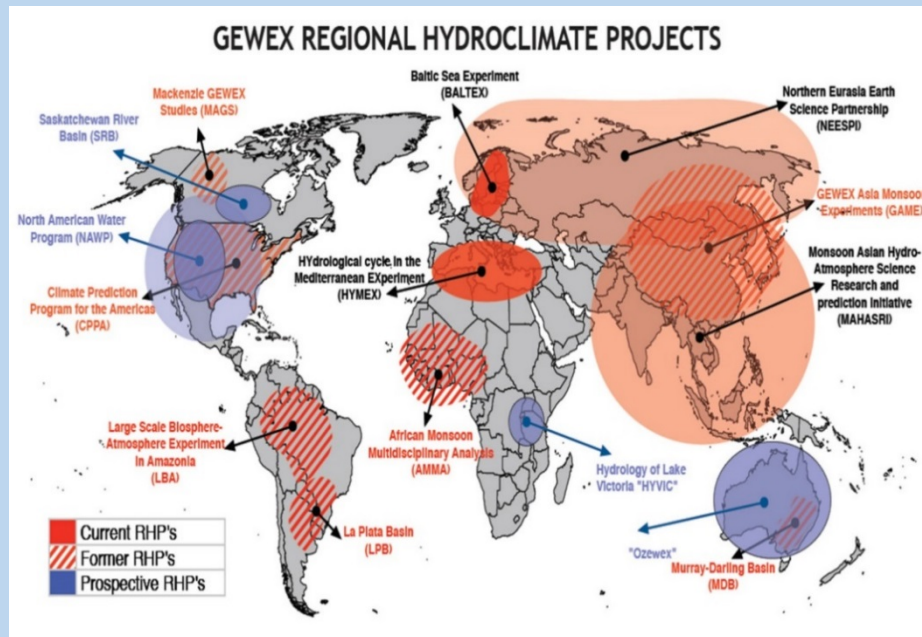 GEWEX REGIONAL HYDROCLIMATE PROJECTS
Baltic Sea Experiment
(BALTEX)
Mackenzie GEWEX
Studies (MAGS)
Northern Eurasia Earth
Science Partnership
(NEESPI)
Saskatchewan River
Basin (SRB)
GEWEX Asia Monsoon
Experiments (GAME)
North American Water
Program (NAWP)
HYdrological cycle in the
Mediterranean EXperiment
(HYMEX)
Monsoon Asian Hydro-
Atmosphere Science
Research and
prediction Initiative
(MAHASRI)
Climate Prediction
Program for the Americas
(CPPA)
Large Scale Biosphere-
Atmosphere Experiment
in Amazonia
(LBA)
African Monsoon
Multidisciplinary Analysis
(AMMA)
Hydrology of Lake
Victoria "HYVIC"
La Plata Basin
(LPB)
"Ozewex"
Murray-Darling Basin
(MDB)
Current RHP's
Former RHP's
Prospective RHP's